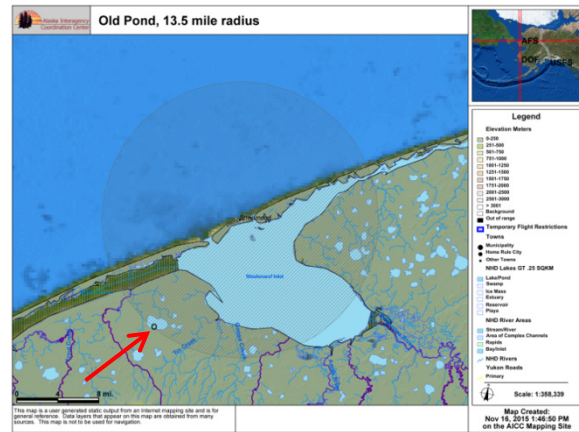 Alaska Interagency
Coordination Center
Old Pond, 13.5 mile radius
AFS
DOF
USFS
Shishmaref Inlet
0 4 8 mi.
Legend
Elevation Meters
0-250
251-500
501-750
751-1000
1001-1250
1251-1500
1501-1750
1751-2000
2001-2500
2501-3000
> 3001
Background
Out of range
Temporary Flight Restrictions
Towns
Municipality
Home Rule City
Other Towns
NHD Lakes GT .25 SQKM
Lake/Pond
Swamp
Ice Mass
Estuary
Reservoir
Playa
NHD River Areas
Stream/River
Area of Complex Channels
Rapids
Bay/Inlet
NHD Rivers
Yukon Roads
Primary
Scale: 1:388,339
This map is a user generated static output from an Internet mapping site and is for
general reference. Data layers that appear on this map are obtained from many
sources. This map is not to be used for navigation.
Map Created:
Nov 16, 2015 1:46:50 PM
on the AICC Mapping Site